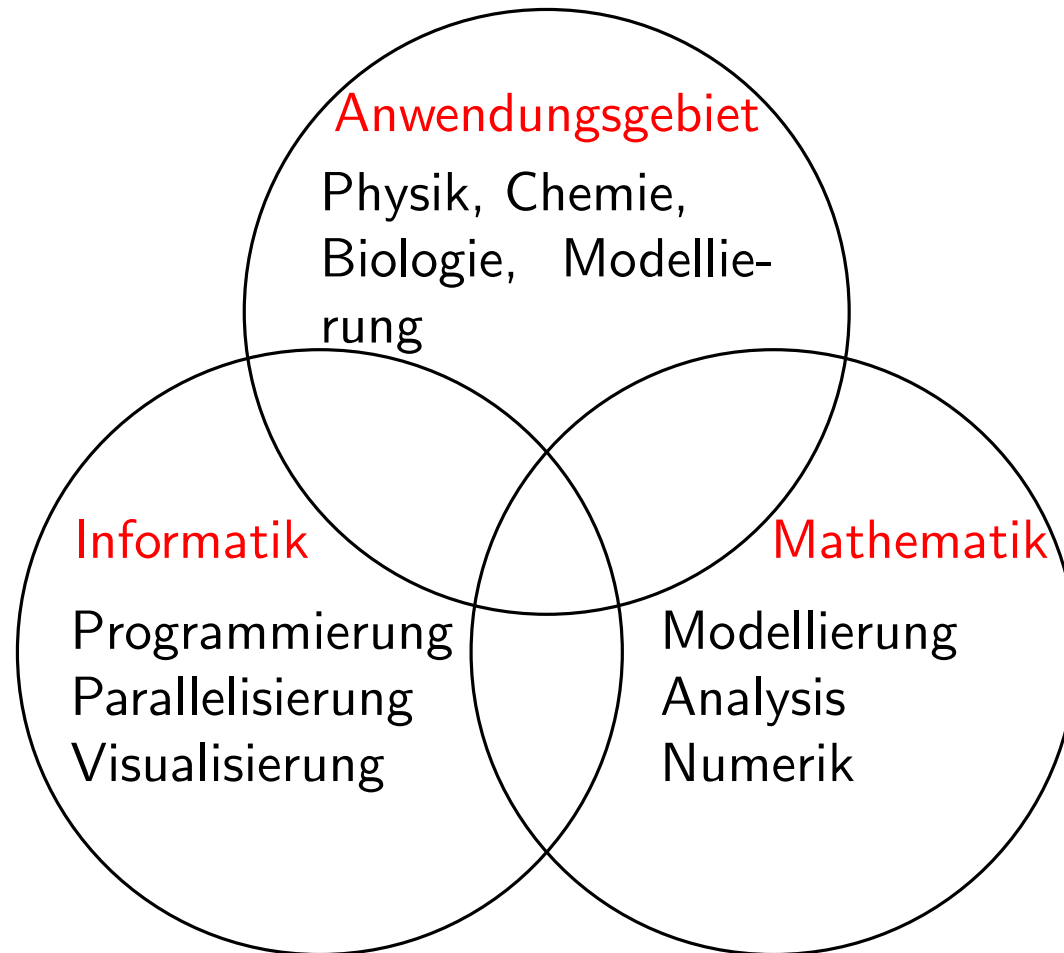 Anwendungsgebiet
Physik, Chemie,
Biologie, Modellie-
rung
Informatik
Programmierung
Parallelisierung
Visualisierung
Mathematik
Modellierung
Analysis
Numerik